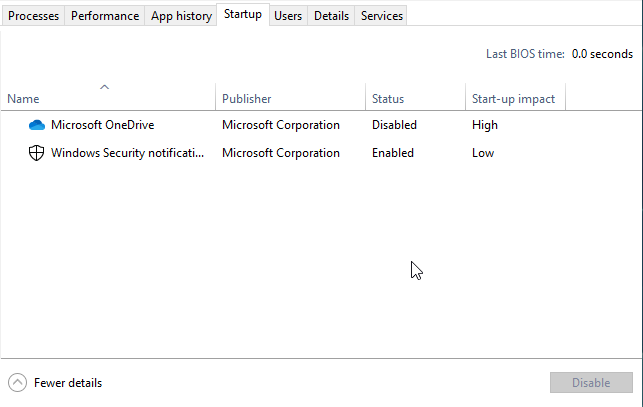 Processes Performance App history Startup Users Details Services
Last BIOS time: 0.0 seconds
Name Publisher Status Start-up impact
Microsoft OneDrive Microsoft Corporation Disabled High
Windows Security notificati... Microsoft Corporation Enabled Low
Fewer details Disable